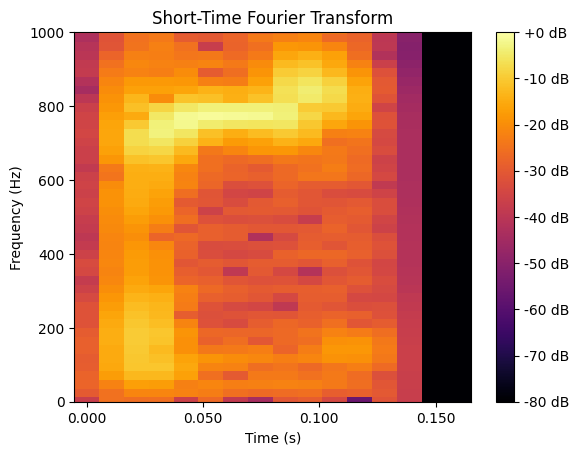 Short-Time Fourier Transform
1000
800
600
400
200
0
Frequency (Hz)
0.000
0.050
0.100
0.150
Time (s)
+0 dB
-10 dB
-20 dB
-30 dB
-40 dB
-50 dB
-60 dB
-70 dB
-80 dB